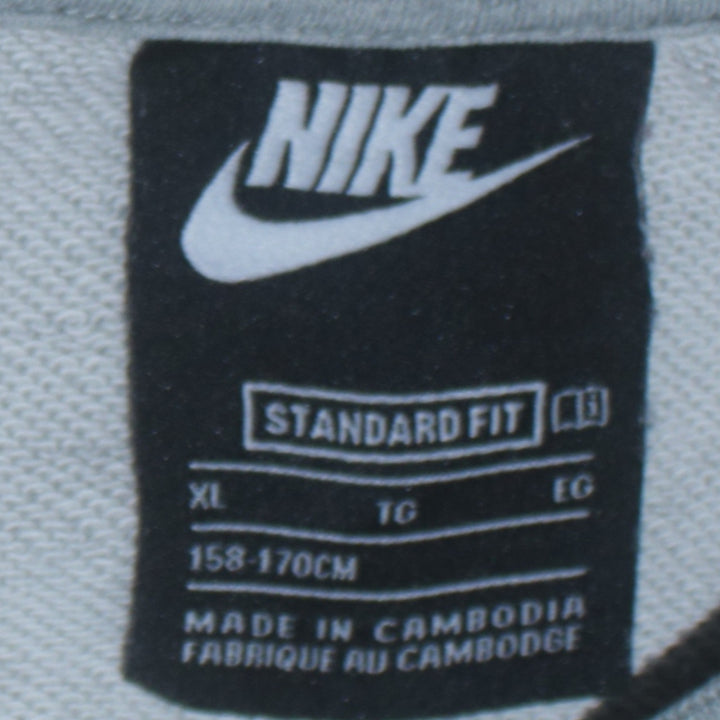 NIKE
STANDARD FIT
XL TG EG
158-170CM
MADE IN CAMBODIA
FABRIQUE AU CAMBODGE